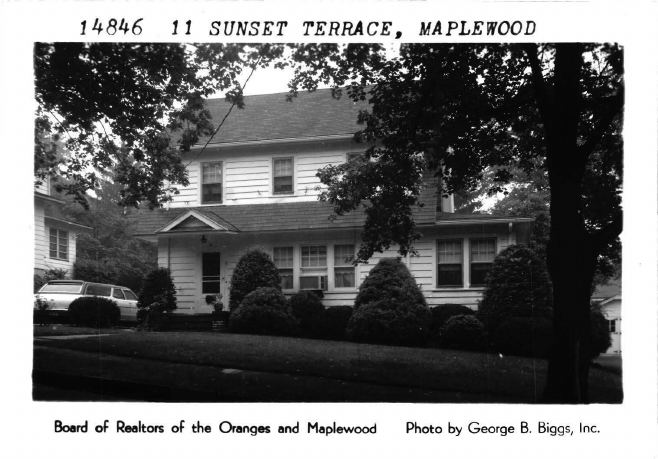 14846 11 SUNSET TERRACE, MAPLEWOOD
Board of Realtors of the Oranges and Maplewood Photo by George B. Biggs, Inc.